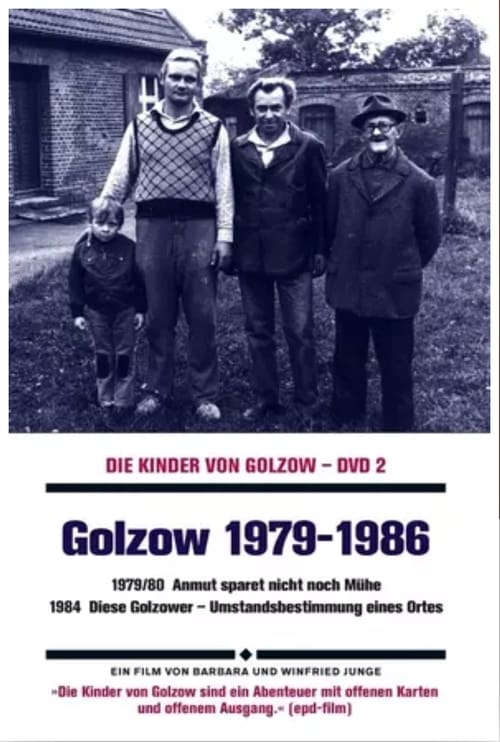 DIE KINDER VON GOLZOW – DVD 2
Golzow 1979-1986
1979/80 Anmut sparet nicht noch Mühe
1984 Diese Golzower – Umstandsbestimmung eines Ortes
EIN FILM VON BARBARA UND WINFRIED JUNGE
»Die Kinder von Golzow sind ein Abenteuer mit offenen Karten
und offenem Ausgang.« (epd-film)